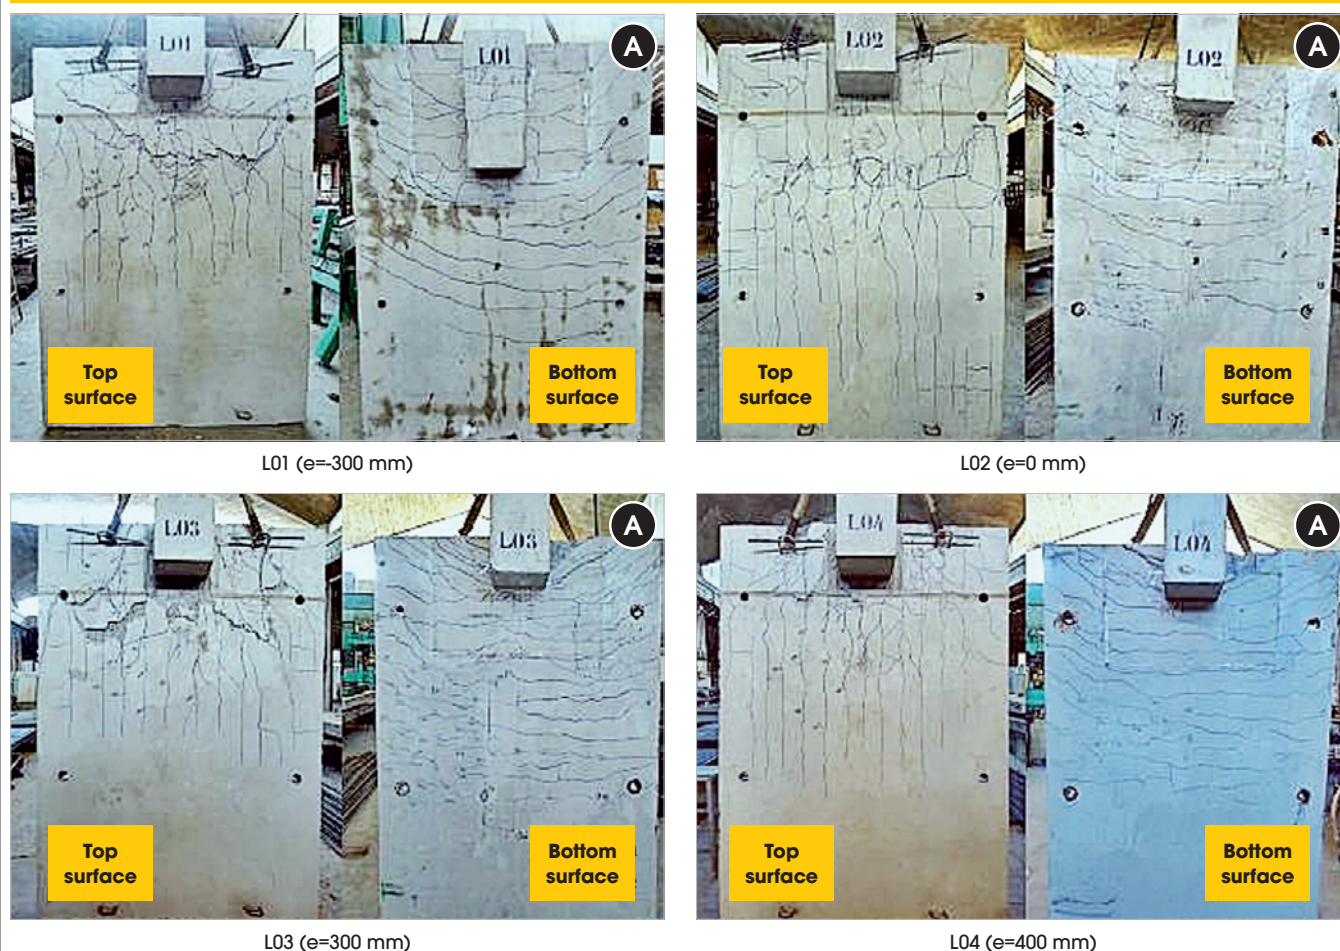 L01
L01
A
Top
surface
Bottom
surface
L01 (e=-300 mm)
L02
L02
A
Top
surface
Bottom
surface
L02 (e=0 mm)
L03
L03
A
Top
surface
Bottom
surface
L03 (e=300 mm)
L04
L04
A
Top
surface
Bottom
surface
L04 (e=400 mm)